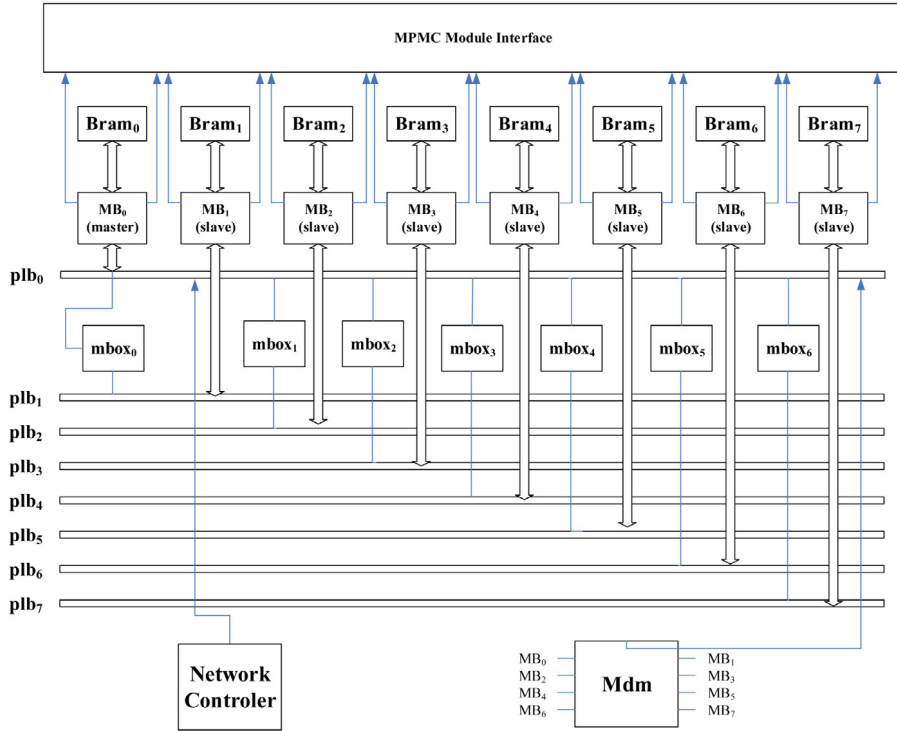 MPMC Module Interface
Bram₀ Bram₁ Bram₂ Bram₃ Bram₄ Bram₅ Bram₆ Bram₇
MB₀ MB₁ MB₂ MB₃ MB₄ MB₅ MB₆ MB₇
(master) (slave) (slave) (slave) (slave) (slave) (slave) (slave)
plb₀
mbox₀ mbox₁ mbox₂ mbox₃ mbox₄ mbox₅ mbox₆
plb₁
plb₂
plb₃
plb₄
plb₅
plb₆
plb₇
Network
Controler
MB₀ MB₁
MB₂ MB₃
Mdm
MB₄ MB₅
MB₆ MB₇